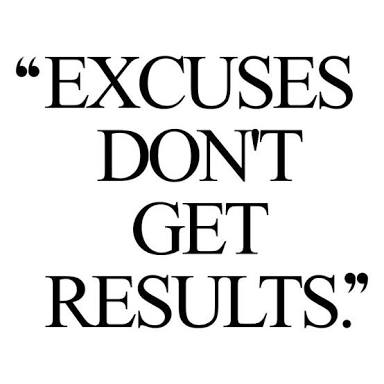 “EXCUSES
DON'T
GET
RESULTS.”